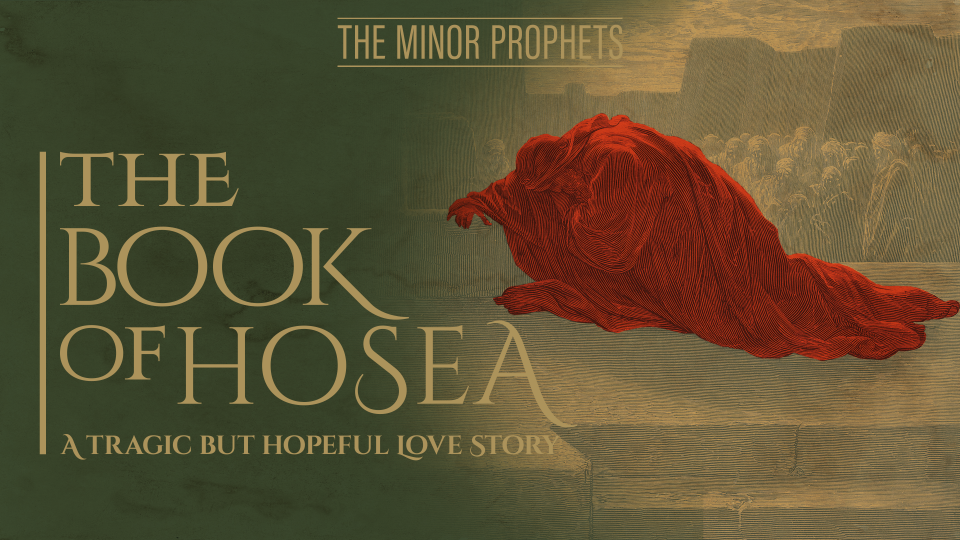 THE MINOR PROPHETS
THE
BOOK
OF HOSEA
A TRAGIC BUT HOPEFUL LOVE STORY